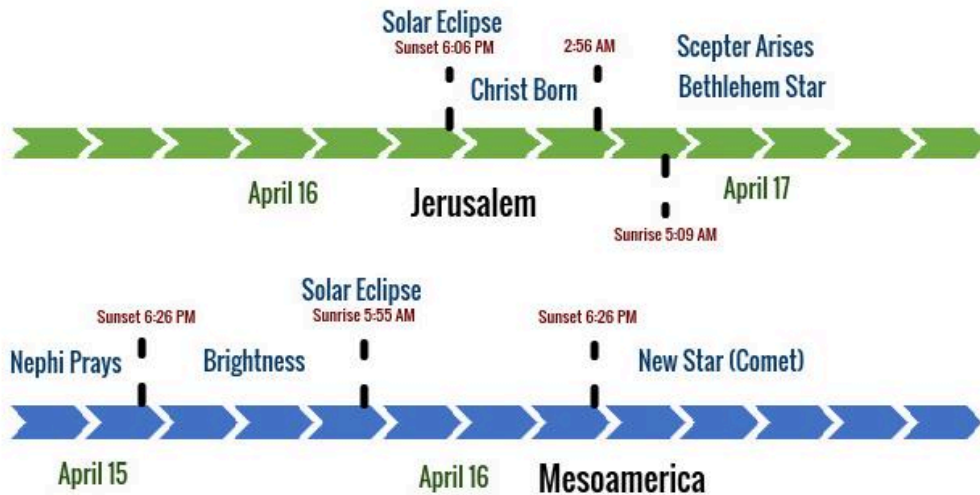 Solar Eclipse
Sunset 6:06 PM
2:56 AM
Christ Born
Scepter Arises
Bethlehem Star
April 16
Jerusalem
April 17
Sunrise 5:09 AM
Solar Eclipse
Sunset 6:26 PM
Sunrise 5:55 AM
Sunset 6:26 PM
Nephi Prays
Brightness
New Star (Comet)
April 15
April 16
Mesoamerica